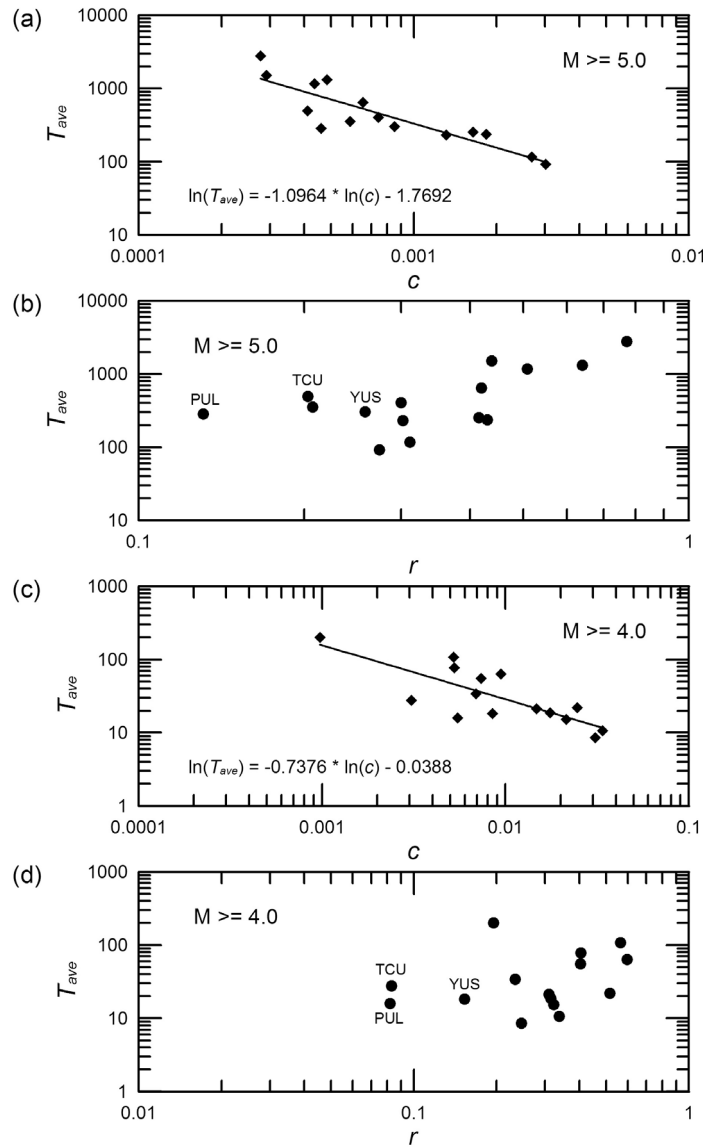 (a)
10000
1000
100
10
T_ave
M >= 5.0
ln(T_ave) = -1.0964 * ln(c) - 1.7692
0.0001
0.001
0.01
c
(b)
10000
1000
100
10
T_ave
M >= 5.0
PUL
TCU
YUS
0.1
1
r
(c)
1000
100
10
1
T_ave
M >= 4.0
ln(T_ave) = -0.7376 * ln(c) - 0.0388
0.0001
0.001
0.01
0.1
c
(d)
1000
100
10
1
T_ave
M >= 4.0
TCU
PUL
YUS
0.01
0.1
1
r